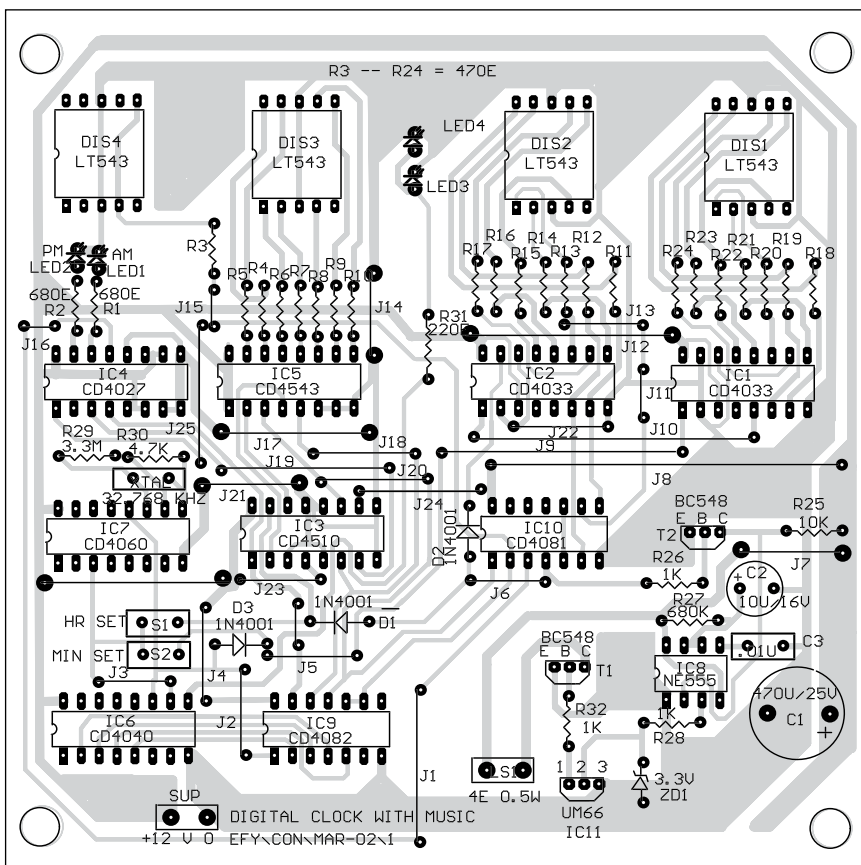 R3 -- R24 = 470E
DIS4
LT543
DIS3
LT543
DIS2
LT543
DIS1
LT543
LED4
LED3
PM
LED2
AM
LED1
680E
R2
680E
R1
R3
R5
R4
R6
R7
R8
R9
R10
R17
R16
R15
R14
R13
R12
R11
R24
R23
R22
R21
R20
R19
R18
J16
J15
J14
R31
220E
J13
J12
J11
J10
IC4
CD4027
IC5
CD4543
IC2
CD4033
IC1
CD4033
J25
R29
3.3M
R30
4.7K
XTAL
32.768 KHZ
J17
J18
J19
J20
J21
J22
J9
J8
J24
IC7
CD4060
IC3
CD4510
D2
1N4001
IC10
CD4081
BC548
E B C
T2
R25
10K
J7
J23
J6
R26
1K
+
C2
10U/16V
R27
680K
HR SET
S1
MIN SET
S2
D3
1N4001
1N4001
D1
J3
J4
J5
BC548
E B C
T1
IC8
NE555
.01U
C3
IC6
CD4040
J2
IC9
CD4082
J1
R32
1K
1K
R28
470U/25V
C1
+
LS1
4E 0.5W
1 2 3
UM66
IC11
3.3V
ZD1
SUP
+12 V 0
DIGITAL CLOCK WITH MUSIC
EFY\CON\MAR-02\1